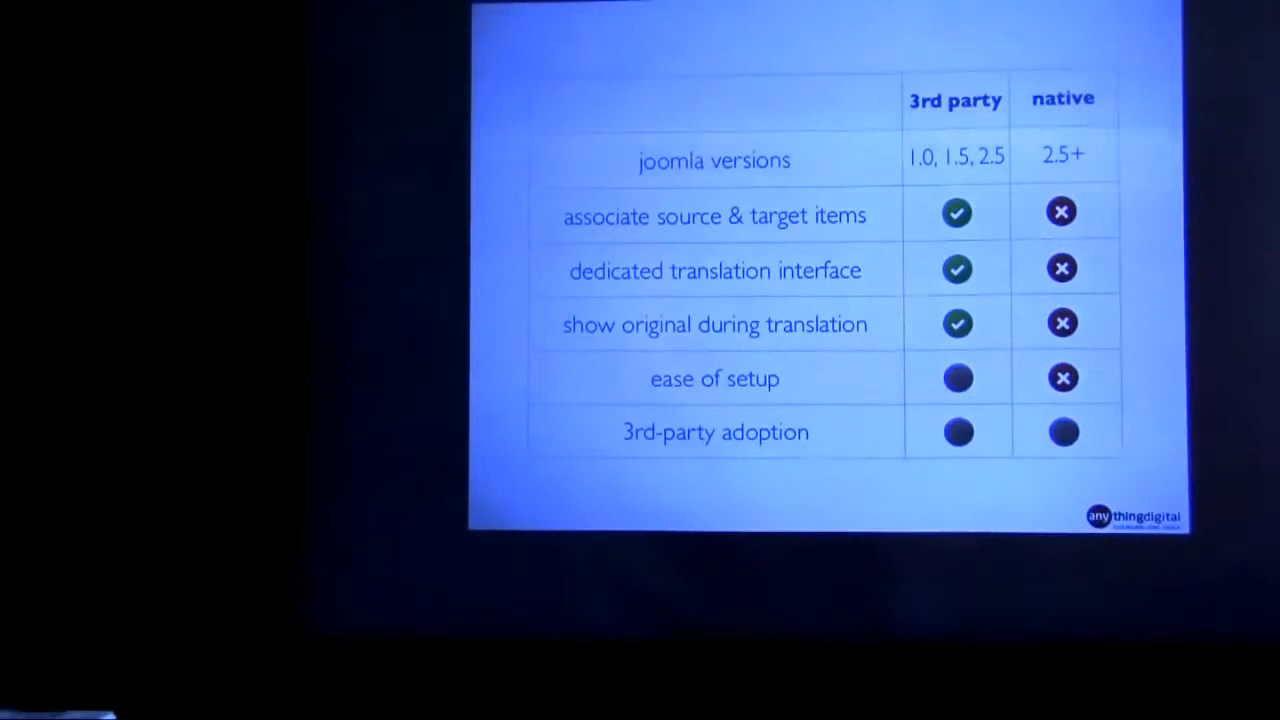 3rd party native
joomla versions 1.0, 1.5, 2.5 2.5+
associate source & target items
dedicated translation interface
show original during translation
ease of setup
3rd-party adoption
anythingdigital